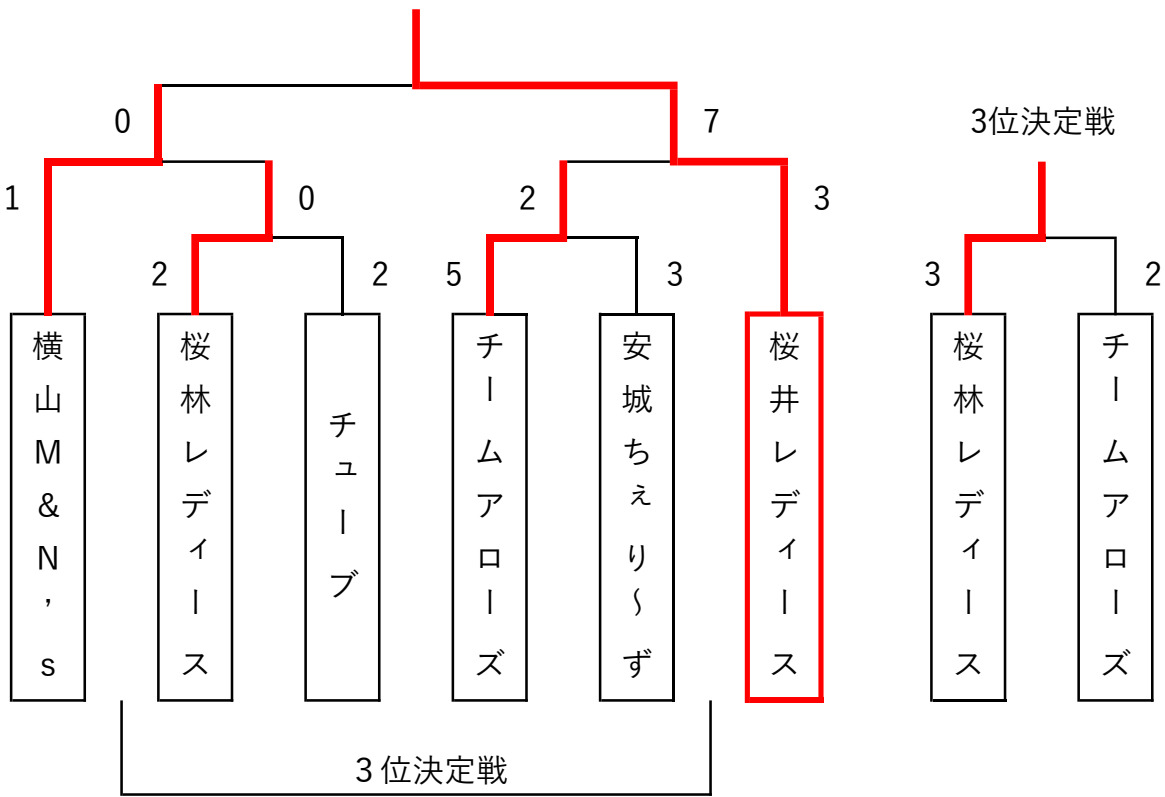 0
7
3位決定戦
1
0
2
3
2
2
5
3
3
2
横山M&N's
桜林レディース
チューブ
チームアローズ
安城ちぇり～ず
桜井レディース
桜林レディース
チームアローズ
3位決定戦